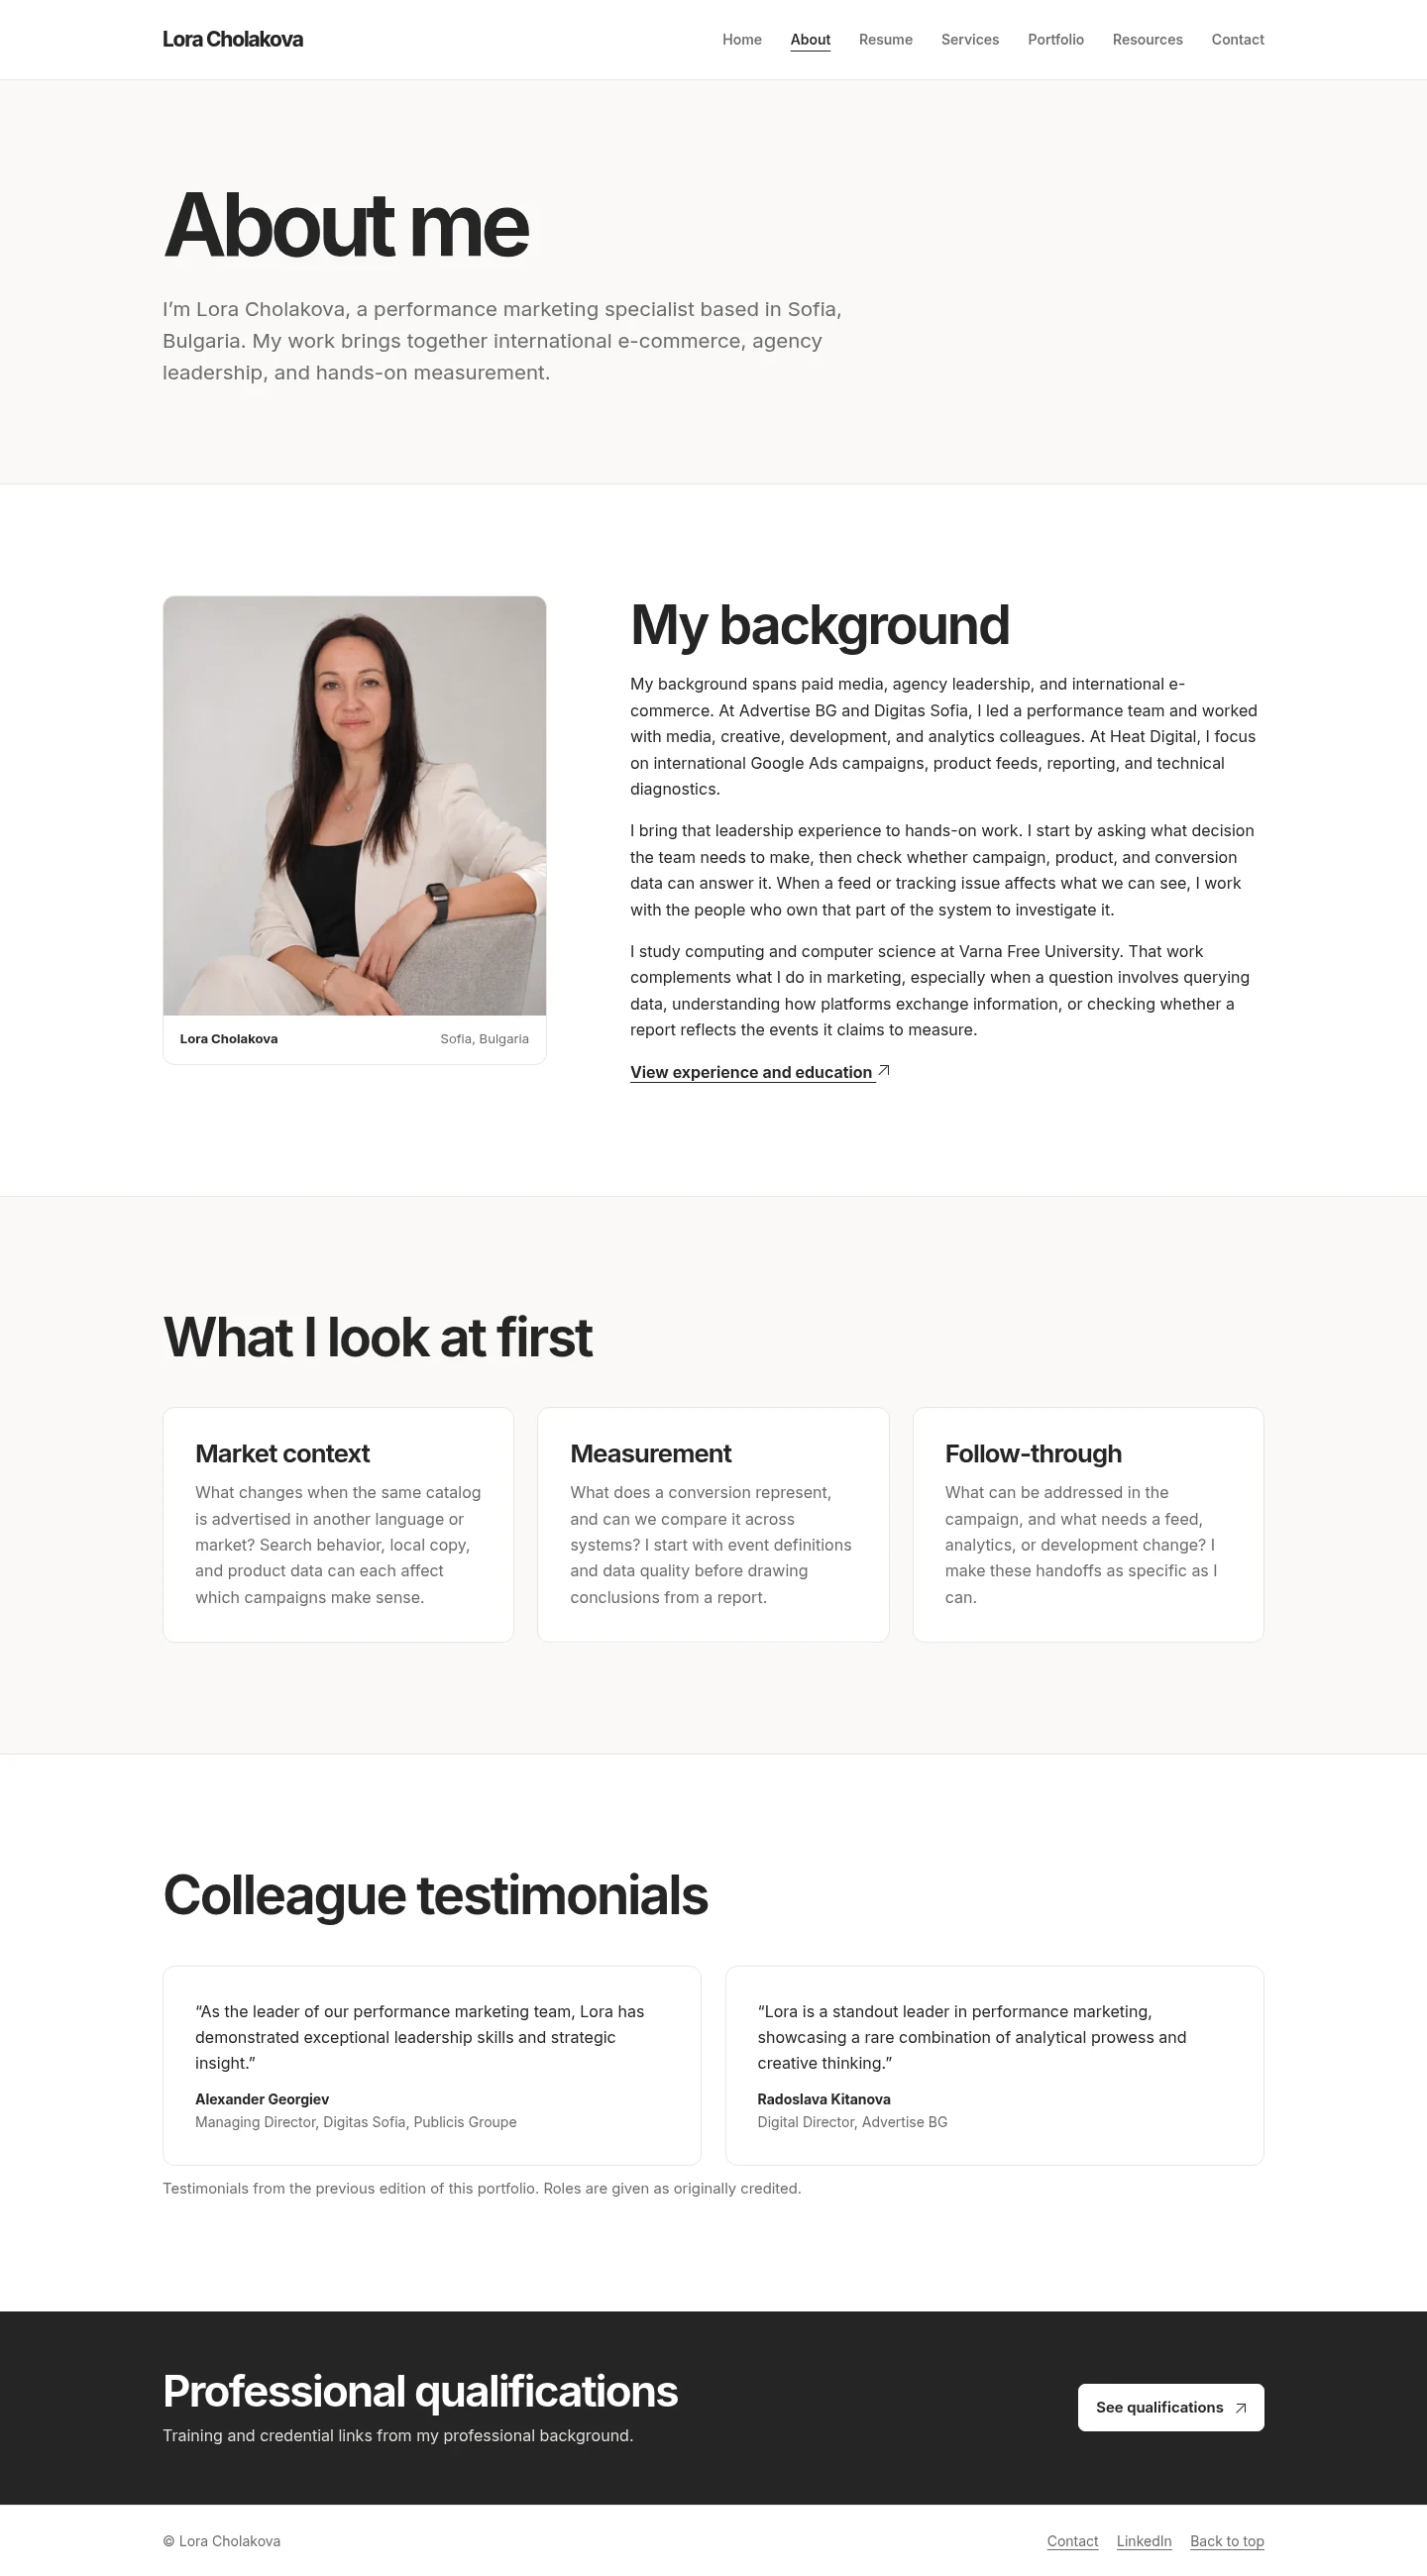 Lora Cholakova
Home About Resume Services Portfolio Resources Contact
About me
I’m Lora Cholakova, a performance marketing specialist based in Sofia,
Bulgaria. My work brings together international e-commerce, agency
leadership, and hands-on measurement.
Lora Cholakova
Sofia, Bulgaria
My background
My background spans paid media, agency leadership, and international e-
commerce. At Advertise BG and Digitas Sofia, I led a performance team and worked
with media, creative, development, and analytics colleagues. At Heat Digital, I focus
on international Google Ads campaigns, product feeds, reporting, and technical
diagnostics.
I bring that leadership experience to hands-on work. I start by asking what decision
the team needs to make, then check whether campaign, product, and conversion
data can answer it. When a feed or tracking issue affects what we can see, I work
with the people who own that part of the system to investigate it.
I study computing and computer science at Varna Free University. That work
complements what I do in marketing, especially when a question involves querying
data, understanding how platforms exchange information, or checking whether a
report reflects the events it claims to measure.
View experience and education
What I look at first
Market context
What changes when the same catalog
is advertised in another language or
market? Search behavior, local copy,
and product data can each affect
which campaigns make sense.
Measurement
What does a conversion represent,
and can we compare it across
systems? I start with event definitions
and data quality before drawing
conclusions from a report.
Follow-through
What can be addressed in the
campaign, and what needs a feed,
analytics, or development change? I
make these handoffs as specific as I
can.
Colleague testimonials
“As the leader of our performance marketing team, Lora has
demonstrated exceptional leadership skills and strategic
insight.”
Alexander Georgiev
Managing Director, Digitas Sofia, Publicis Groupe
“Lora is a standout leader in performance marketing,
showcasing a rare combination of analytical prowess and
creative thinking.”
Radoslava Kitanova
Digital Director, Advertise BG
Testimonials from the previous edition of this portfolio. Roles are given as originally credited.
Professional qualifications
Training and credential links from my professional background.
See qualifications
© Lora Cholakova
Contact LinkedIn Back to top